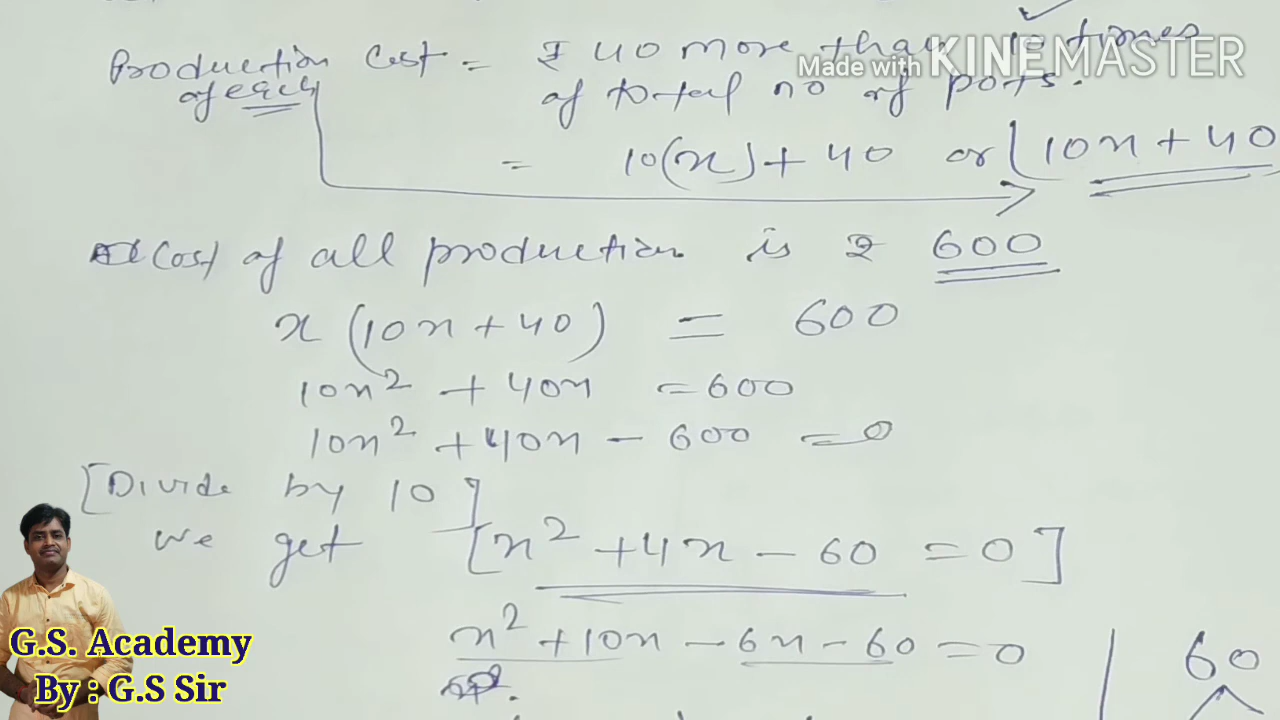 Production Cost = ₹ 40 more than 10 times
of each of total no of pots.
Made with KINEMASTER
= 10(x) + 40 or 10x + 40
Cost of all production is ₹ 600
x (10x + 40) = 600
10x² + 40x = 600
10x² + 40x - 600 = 0
[Divide by 10]
We get [x² + 4x - 60 = 0]
x² + 10x - 6x - 60 = 0
60
G.S. Academy
By : G.S Sir